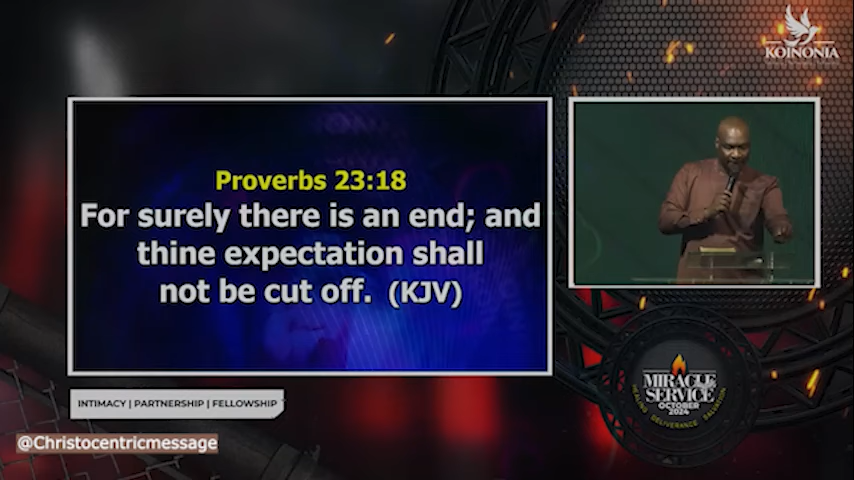 KOINONIA
Proverbs 23:18
For surely there is an end; and
thine expectation shall
not be cut off. (KJV)
INTIMACY | PARTNERSHIP | FELLOWSHIP
MIRACLE
SERVICE
OCTOBER
2024
HEALING DELIVERANCE SALVATION
@Christocentricmessage